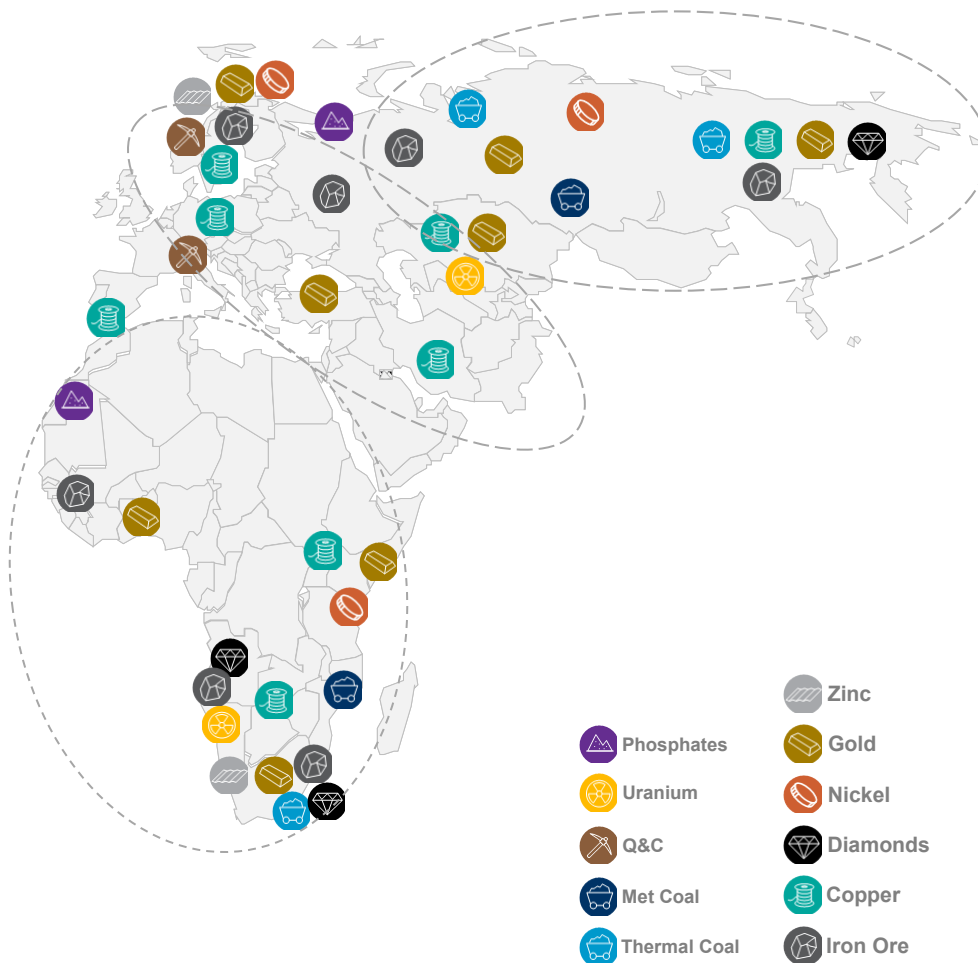 Zinc
Phosphates
Gold
Uranium
Nickel
Q&C
Diamonds
Met Coal
Copper
Thermal Coal
Iron Ore